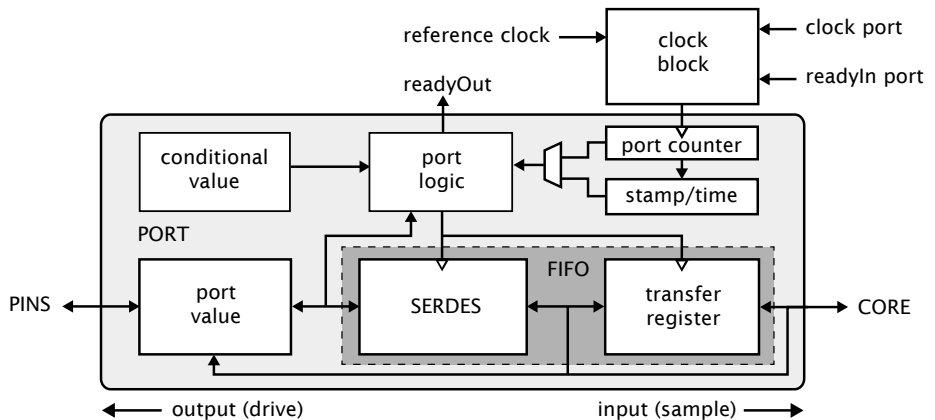 reference clock
clock
block
clock port
readyIn port
readyOut
conditional
value
port
logic
port counter
stamp/time
PORT
FIFO
PINS
port
value
SERDES
transfer
register
CORE
output (drive)
input (sample)